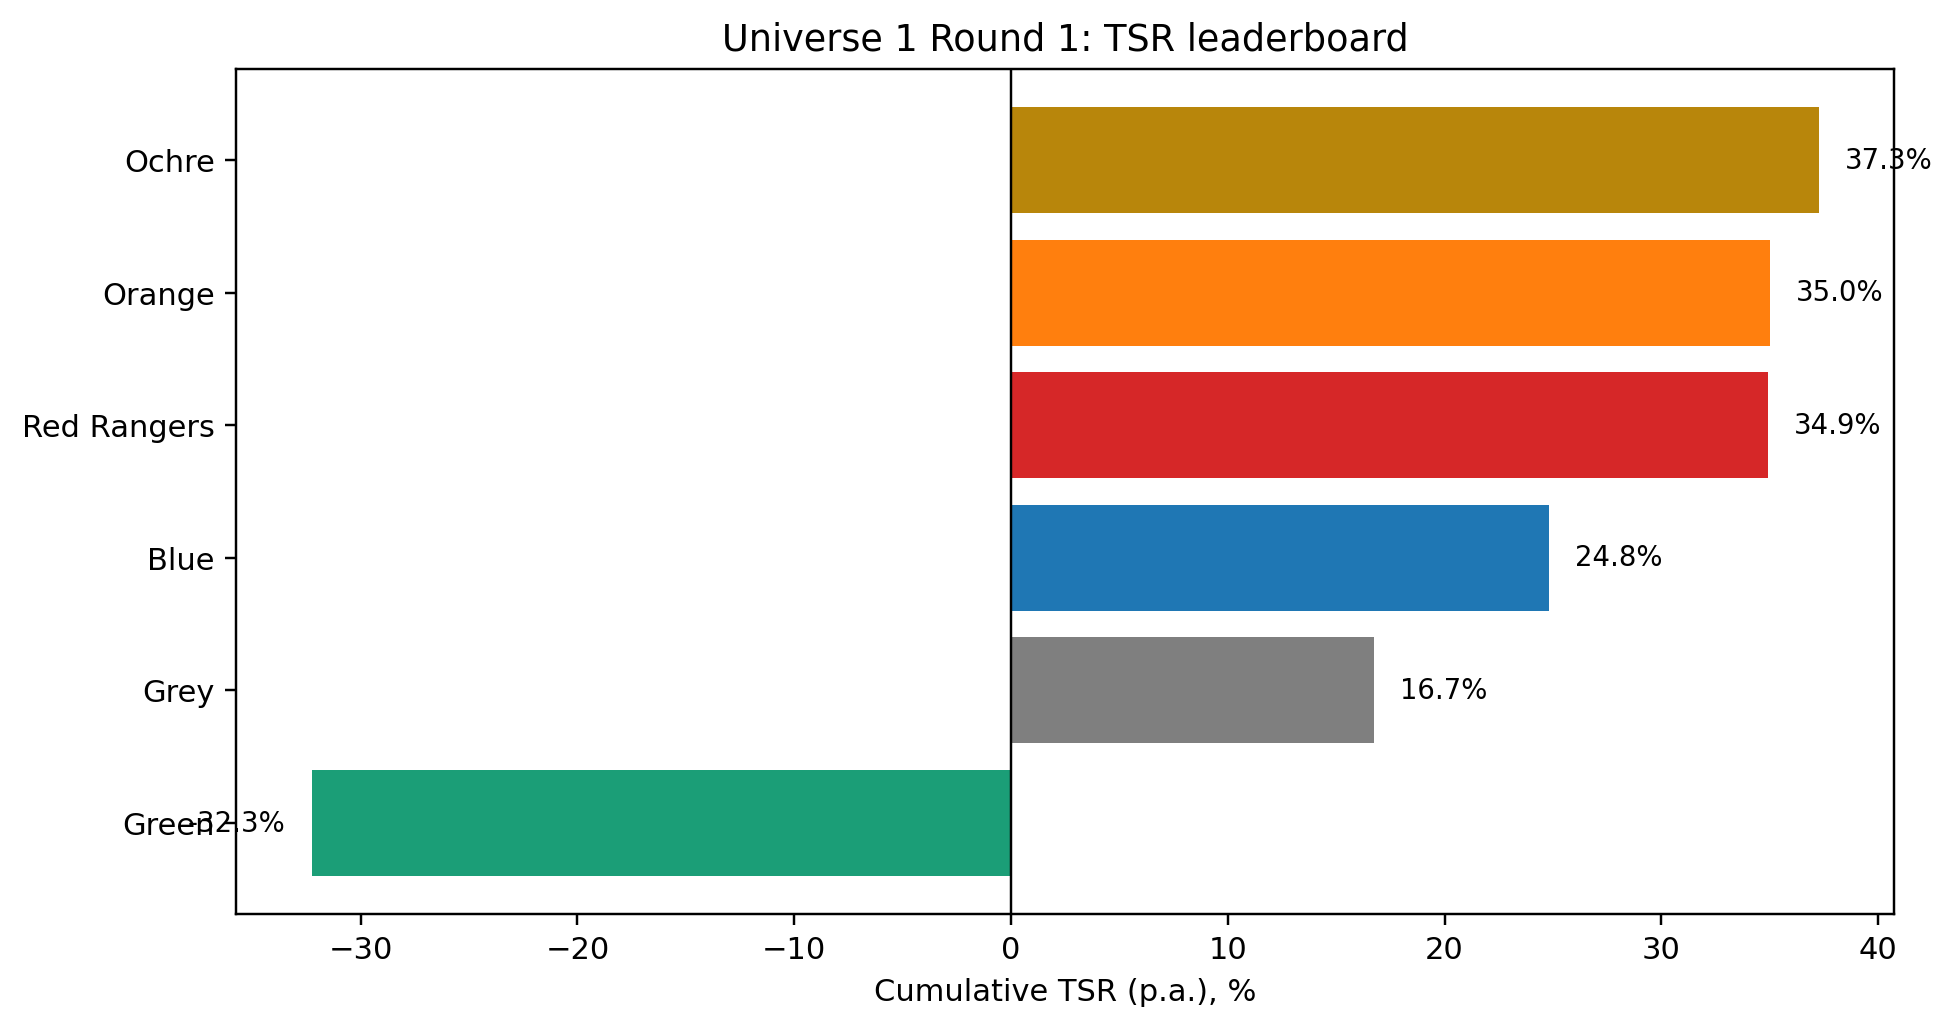 Universe 1 Round 1: TSR leaderboard
Ochre
37.3%
Orange
35.0%
Red Rangers
34.9%
Blue
24.8%
Grey
16.7%
Green
-32.3%
−30 −20 −10 0 10 20 30 40
Cumulative TSR (p.a.), %